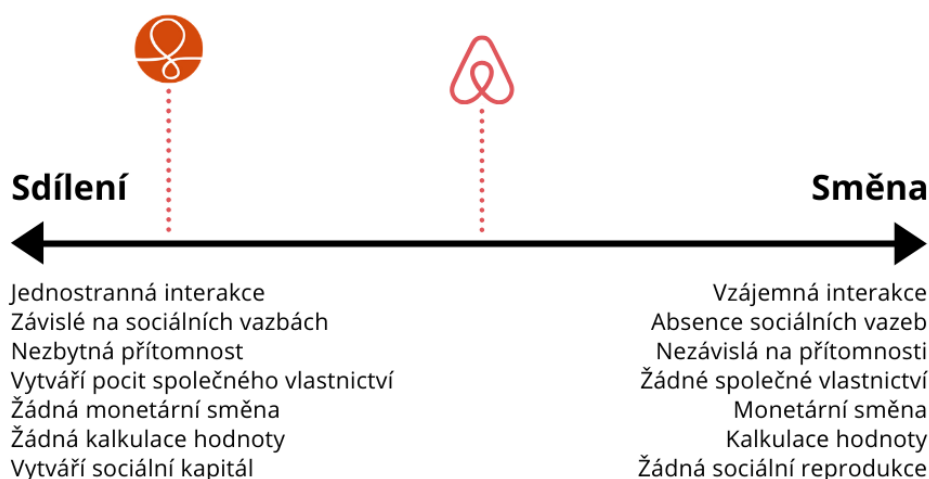 Sdílení
Směna
Jednostranná interakce
Závislé na sociálních vazbách
Nezbytná přítomnost
Vytváří pocit společného vlastnictví
Žádná monetární směna
Žádná kalkulace hodnoty
Vytváří sociální kapitál
Vzájemná interakce
Absence sociálních vazeb
Nezávislá na přítomnosti
Žádné společné vlastnictví
Monetární směna
Kalkulace hodnoty
Žádná sociální reprodukce